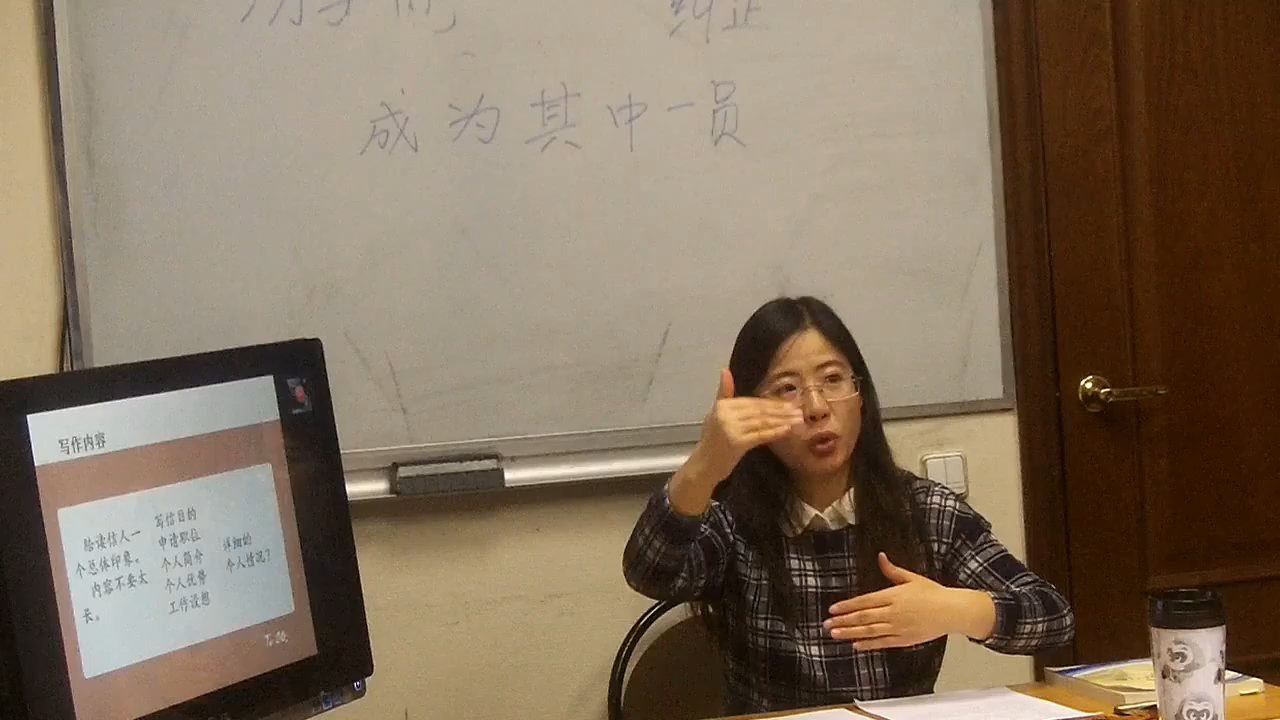 纠正
成为其中一员
写作内容
给读信人一
个总体印象。
内容不要太
长。
写信目的
申请职位
个人简介
个人优势
工作设想
详细的
个人情况？